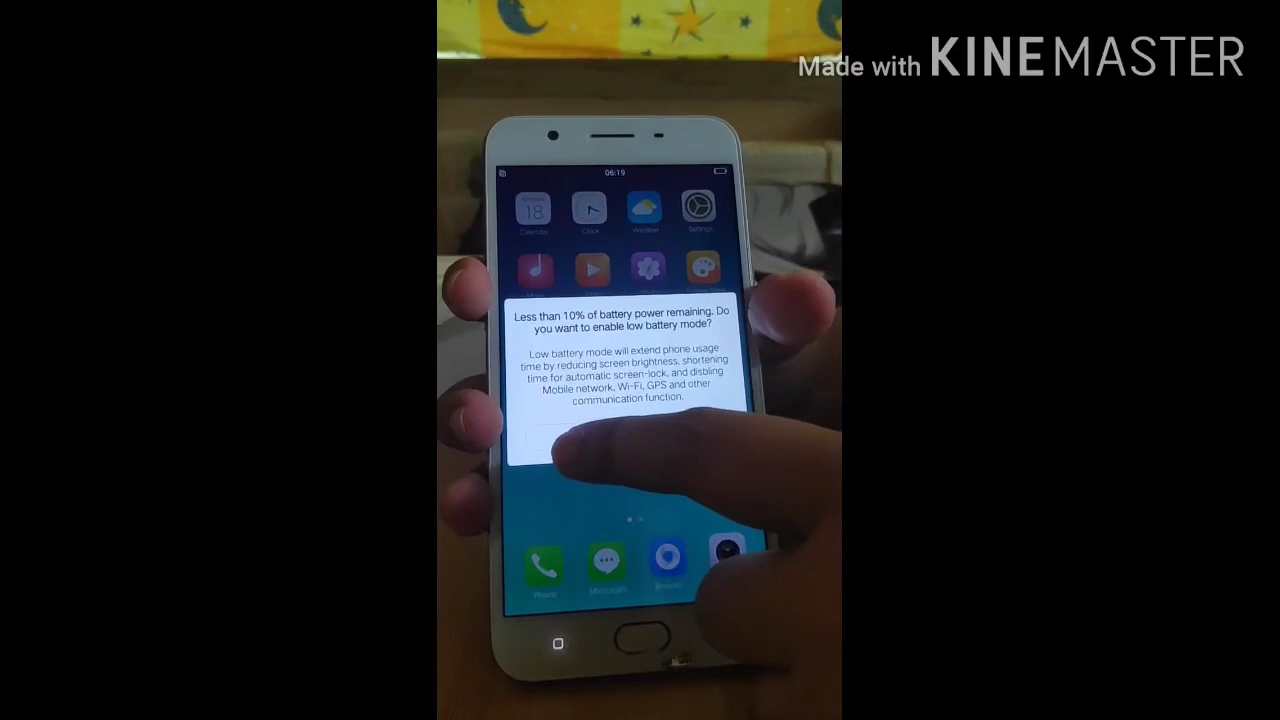 Made with KINEMASTER
06:19
18
Calendar
Clock
Weather
Settings
Less than 10% of battery power remaining. Do
you want to enable low battery mode?
Low battery mode will extend phone usage
time by reducing screen brightness, shortening
time for automatic screen-lock, and disbling
Mobile network, Wi-Fi, GPS and other
communication function.
Phone
Messages
Browser